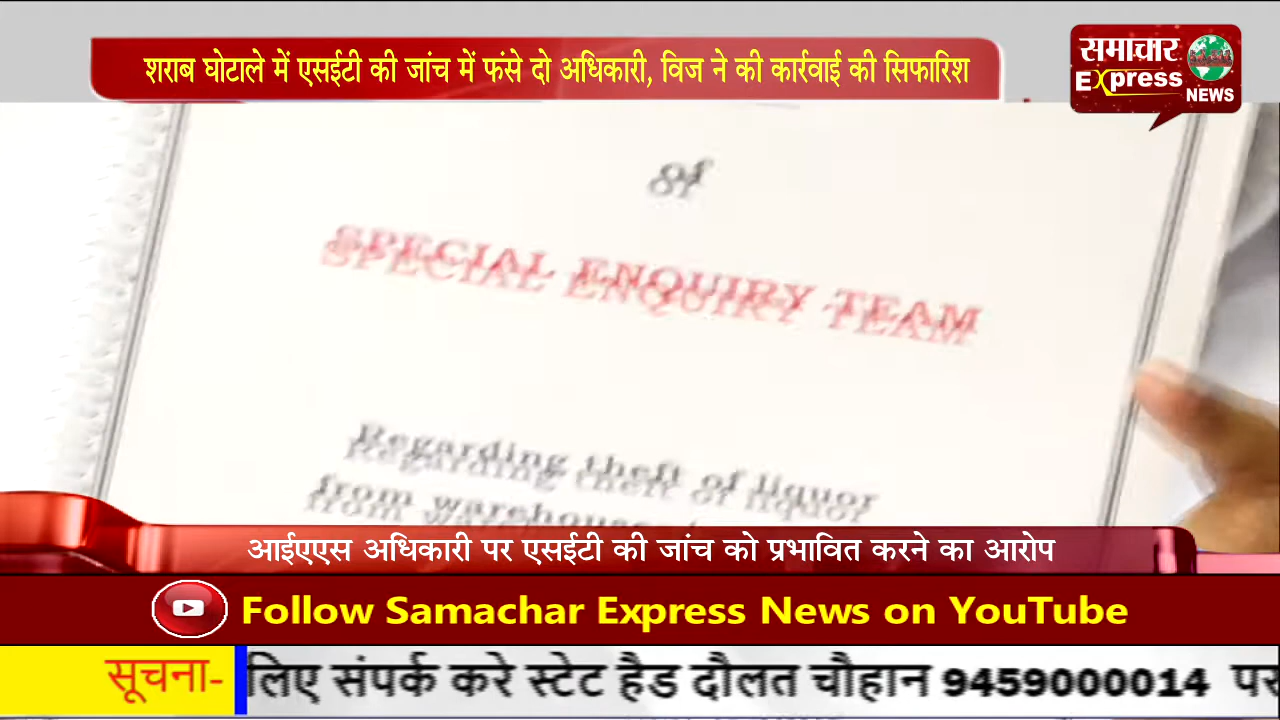 शराब घोटाले में एसईटी की जांच में फंसे दो अधिकारी, विज ने की कार्रवाई की सिफारिश
समाचार
Express
NEWS
of
SPECIAL ENQUIRY TEAM
Regarding theft of liquor
from
आईएएस अधिकारी पर एसईटी की जांच को प्रभावित करने का आरोप
Follow Samachar Express News on YouTube
सूचना- लिए संपर्क करे स्टेट हैड दौलत चौहान 9459000014 पर